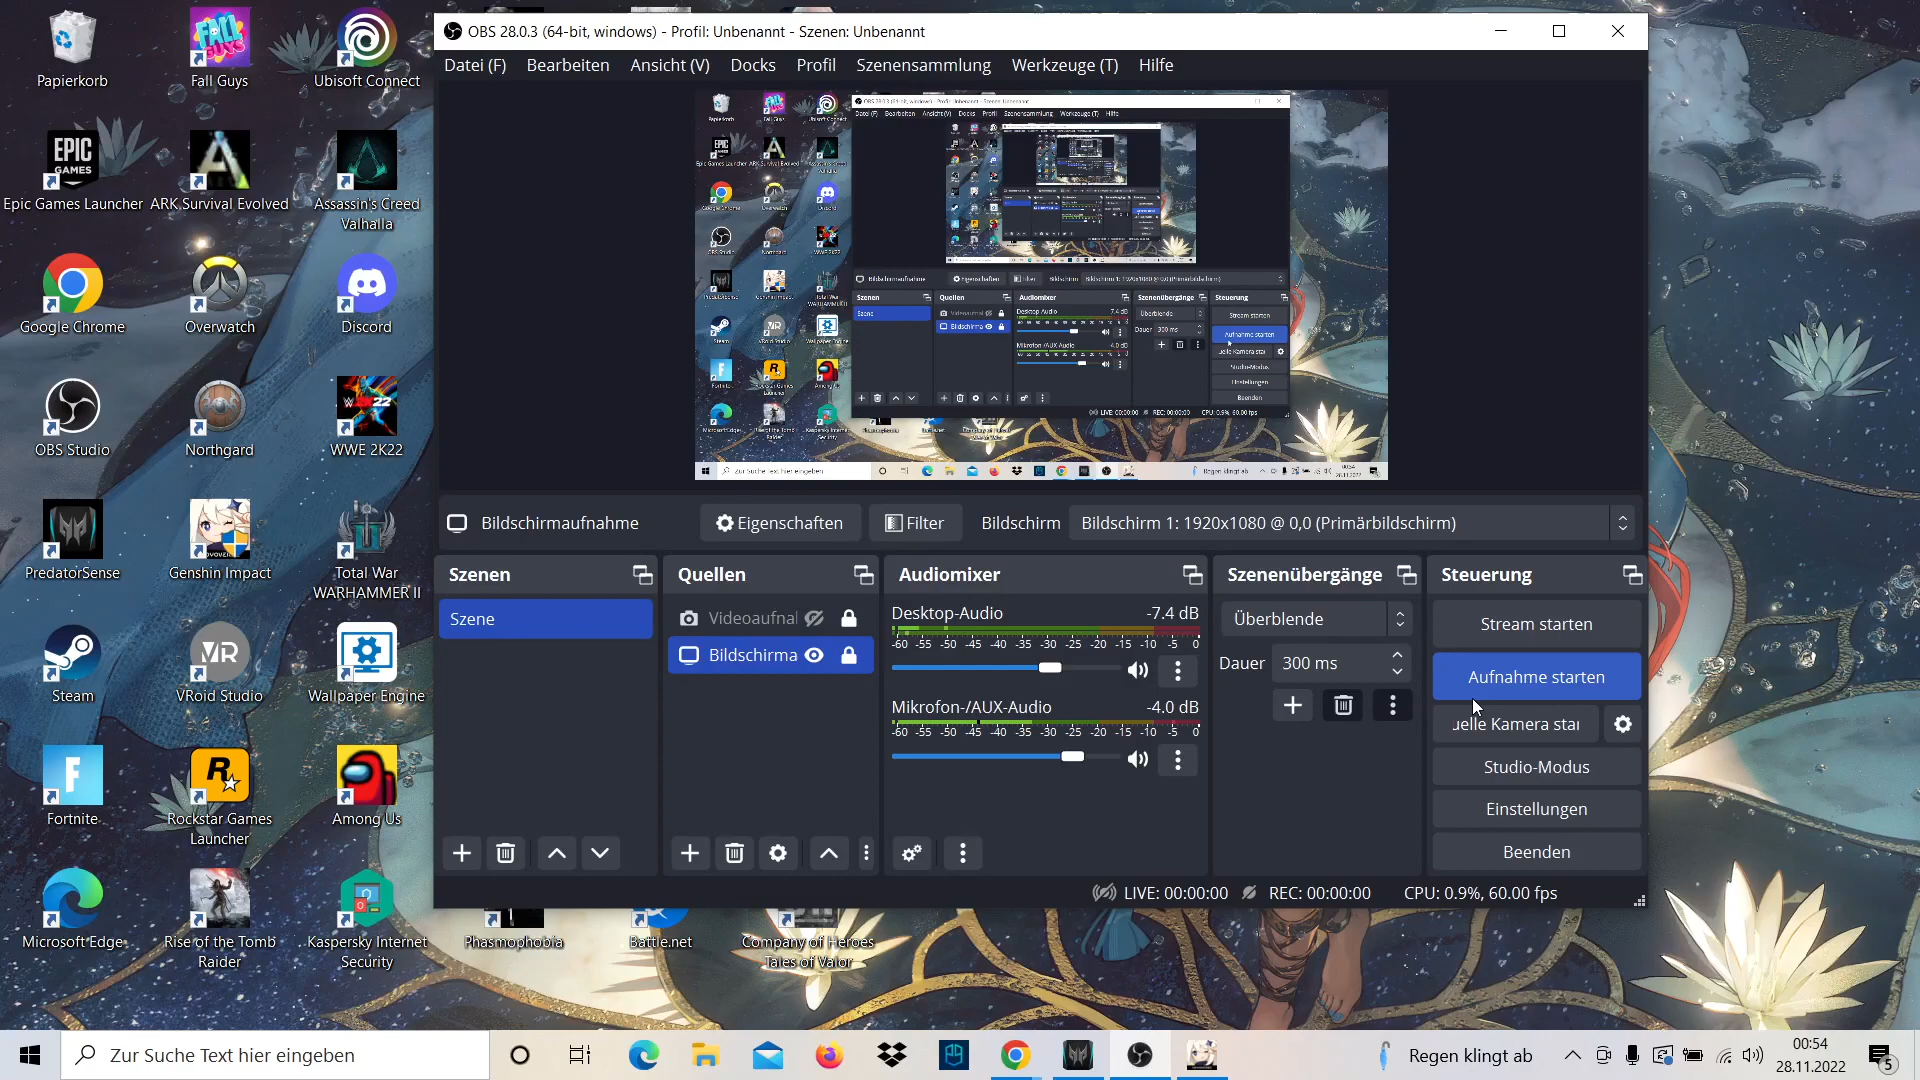 Papierkorb
Fall Guys
Ubisoft Connect
Epic Games Launcher
ARK Survival Evolved
Assassin's Creed
Valhalla
Google Chrome
Overwatch
Discord
OBS Studio
Northgard
WWE 2K22
PredatorSense
Genshin Impact
Total War
WARHAMMER II
Steam
VRoid Studio
Wallpaper Engine
Fortnite
Rockstar Games
Launcher
Among Us
Microsoft Edge
Rise of the Tomb
Raider
Kaspersky Internet
Security
Phasmophobia
Battle.net
Company of Heroes
Tales of Valor
OBS 28.0.3 (64-bit, windows) - Profil: Unbenannt - Szenen: Unbenannt
Datei (F) Bearbeiten Ansicht (V) Docks Profil Szenensammlung Werkzeuge (T) Hilfe
Bildschirmaufnahme
Eigenschaften
Filter
Bildschirm
Bildschirm 1: 1920x1080 @ 0,0 (Primärbildschirm)
Szenen
Szene
Quellen
Videoaufnal
Bildschirma
Audiomixer
Desktop-Audio -7.4 dB
-60 -55 -50 -45 -40 -35 -30 -25 -20 -15 -10 -5 0
Mikrofon-/AUX-Audio -4.0 dB
-60 -55 -50 -45 -40 -35 -30 -25 -20 -15 -10 -5 0
Szenenübergänge
Überblende
Dauer 300 ms
Steuerung
Stream starten
Aufnahme starten
uelle Kamera star
Studio-Modus
Einstellungen
Beenden
LIVE: 00:00:00 REC: 00:00:00 CPU: 0.9%, 60.00 fps
Zur Suche Text hier eingeben
Regen klingt ab
00:54
28.11.2022
5